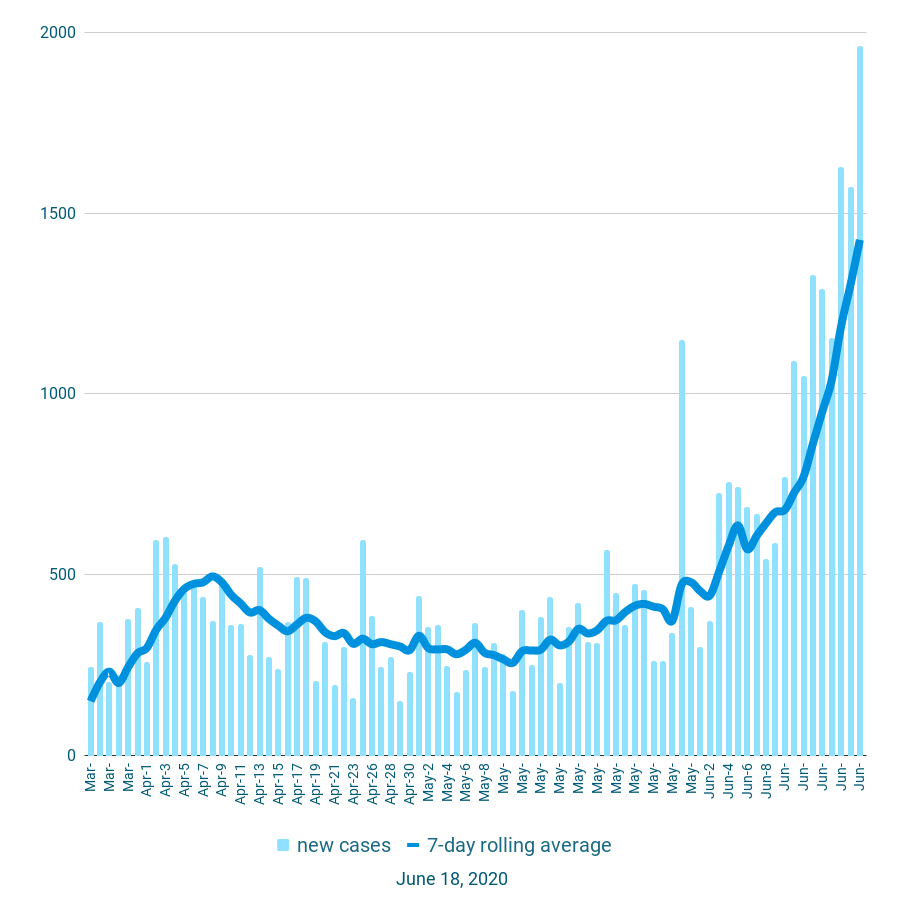 2000
1500
1000
500
0
Mar-
Mar-
Mar-
Apr-1
Apr-3
Apr-5
Apr-7
Apr-9
Apr-11
Apr-13
Apr-15
Apr-17
Apr-19
Apr-21
Apr-23
Apr-26
Apr-28
Apr-30
May-2
May-4
May-6
May-8
May-
May-
May-
May-
May-
May-
May-
May-
May-
May-
May-
Jun-2
Jun-4
Jun-6
Jun-8
Jun-
Jun-
Jun-
Jun-
Jun-
new cases 7-day rolling average
June 18, 2020